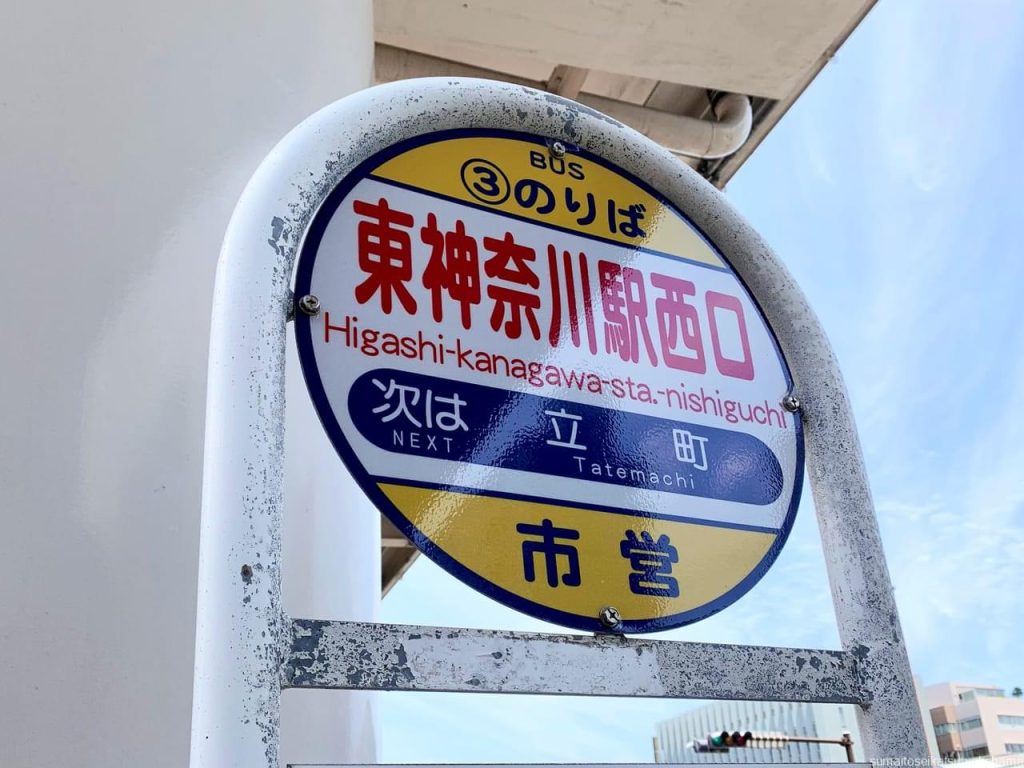 BUS
③のりば
東神奈川駅西口
Higashi-kanagawa-sta.-nishiguchi
次は 立町
NEXT Tatemachi
市営